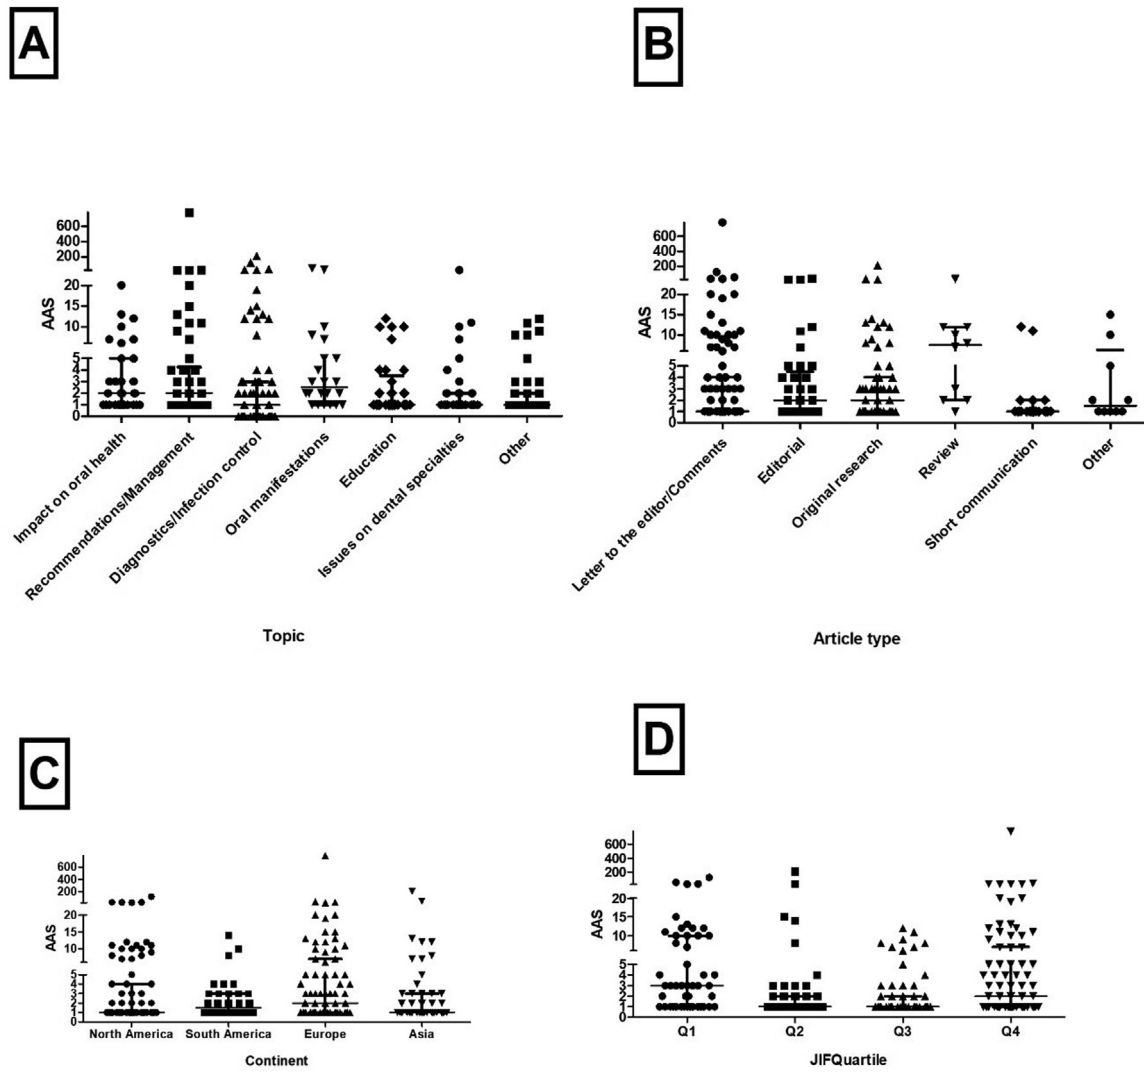 A
B
600
400
200
20
15
10
5
4
3
2
1
0
AAS
Impact on oral health
Recommendations/Management
Diagnostics/Infection control
Oral manifestations
Education
Issues on dental specialties
Other
Topic
600
400
200
20
15
10
5
4
3
2
1
0
AAS
Letter to the editor/Comments
Editorial
Original research
Review
Short communication
Other
Article type
C
D
600
400
200
20
15
10
5
4
3
2
1
0
AAS
North America South America Europe Asia
Continent
600
400
200
20
15
10
5
4
3
2
1
0
AAS
Q1 Q2 Q3 Q4
JIFQuartile